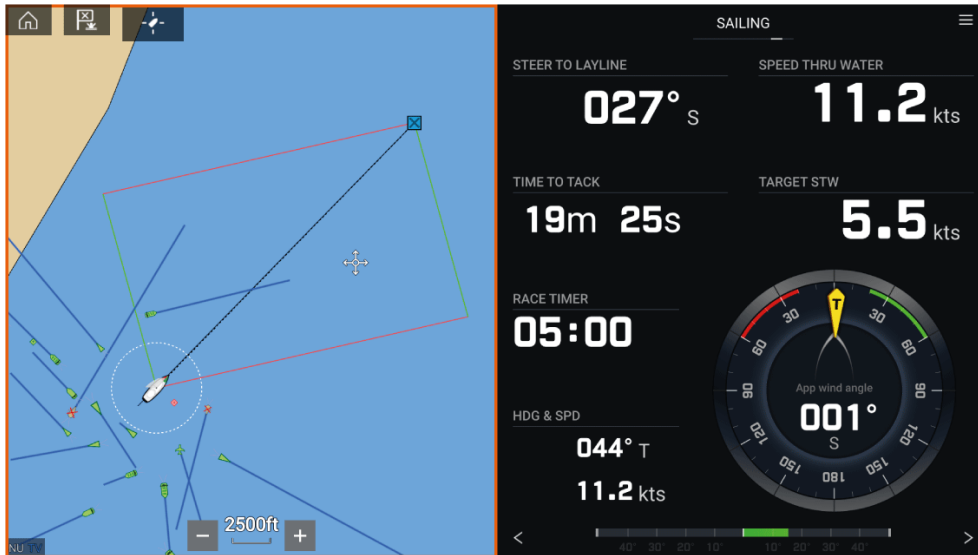 SAILING
STEER TO LAYLINE
027° S
SPEED THRU WATER
11.2 kts
TIME TO TACK
19m 25s
TARGET STW
5.5 kts
RACE TIMER
05:00
HDG & SPD
044° T
11.2 kts
T
30 30
60 60
90 90
120 120
150 150
180
App wind angle
001°
S
40° 30° 20° 10° 10° 20° 30° 40°
2500ft
NU TV